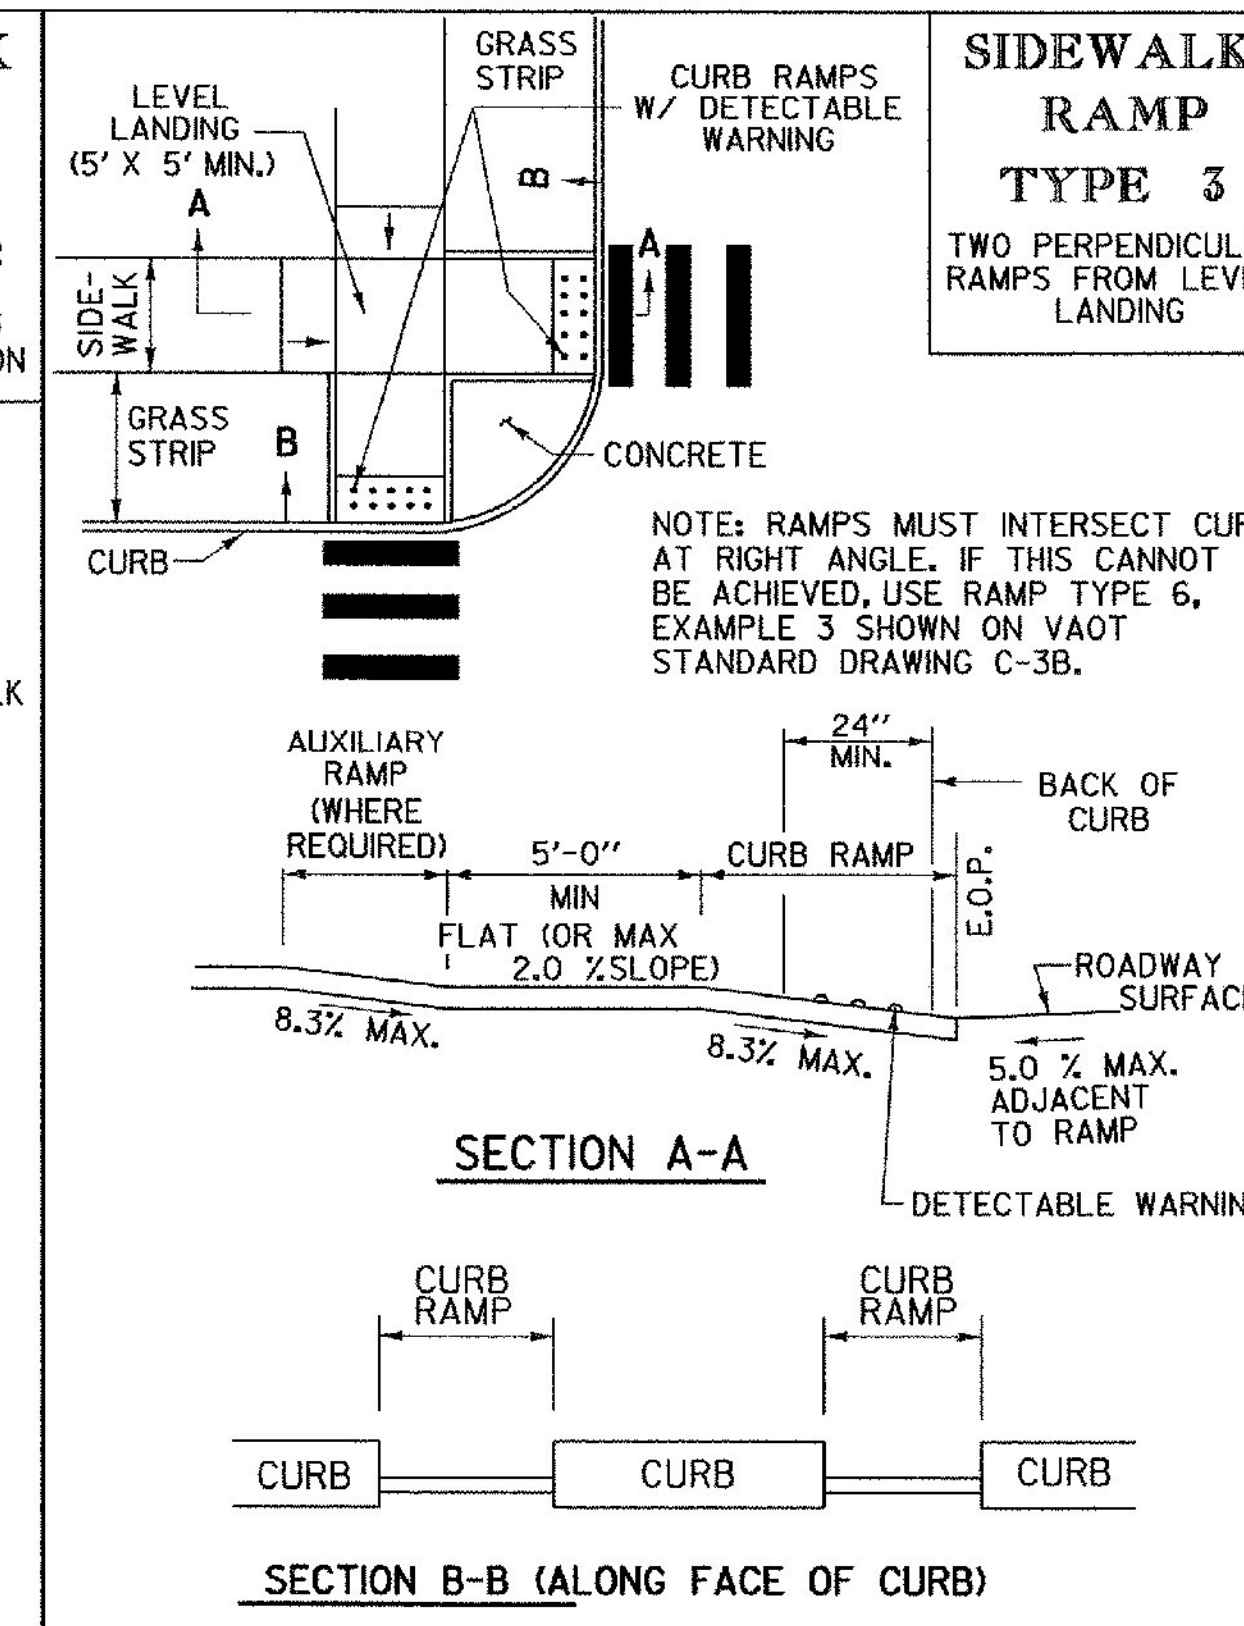 GRASS
STRIP
LEVEL
LANDING
(5' X 5' MIN.)
CURB RAMPS
W/ DETECTABLE
WARNING
SIDEWALK
RAMP
TYPE 3
TWO PERPENDICUL
RAMPS FROM LEVE
LANDING
A
B
A
SIDE-
WALK
GRASS
STRIP
B
CONCRETE
CURB
K
ON
LK
NOTE: RAMPS MUST INTERSECT CUR
AT RIGHT ANGLE. IF THIS CANNOT
BE ACHIEVED, USE RAMP TYPE 6,
EXAMPLE 3 SHOWN ON VAOT
STANDARD DRAWING C-3B.
AUXILIARY
RAMP
(WHERE
REQUIRED)
5'-0"
MIN
FLAT (OR MAX
2.0 % SLOPE)
CURB RAMP
24"
MIN.
BACK OF
CURB
E.O.P.
ROADWAY
SURFAC
8.3% MAX.
8.3% MAX.
5.0 % MAX.
ADJACENT
TO RAMP
SECTION A-A
DETECTABLE WARNIN
CURB
RAMP
CURB
RAMP
CURB
CURB
CURB
SECTION B-B (ALONG FACE OF CURB)